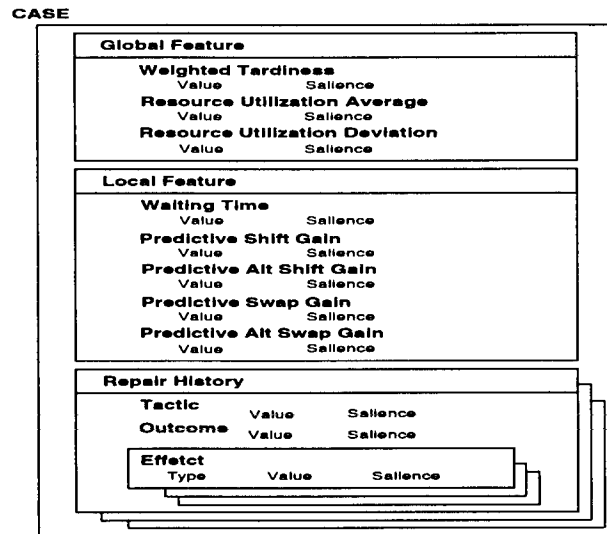 CASE
Global Feature
Weighted Tardiness
Value Salience
Resource Utilization Average
Value Salience
Resource Utilization Deviation
Value Salience
Local Feature
Waiting Time
Value Salience
Predictive Shift Gain
Value Salience
Predictive Alt Shift Gain
Value Salience
Predictive Swap Gain
Value Salience
Predictive Alt Swap Gain
Value Salience
Repair History
Tactic Value Salience
Outcome Value Salience
Effetct
Type Value Salience